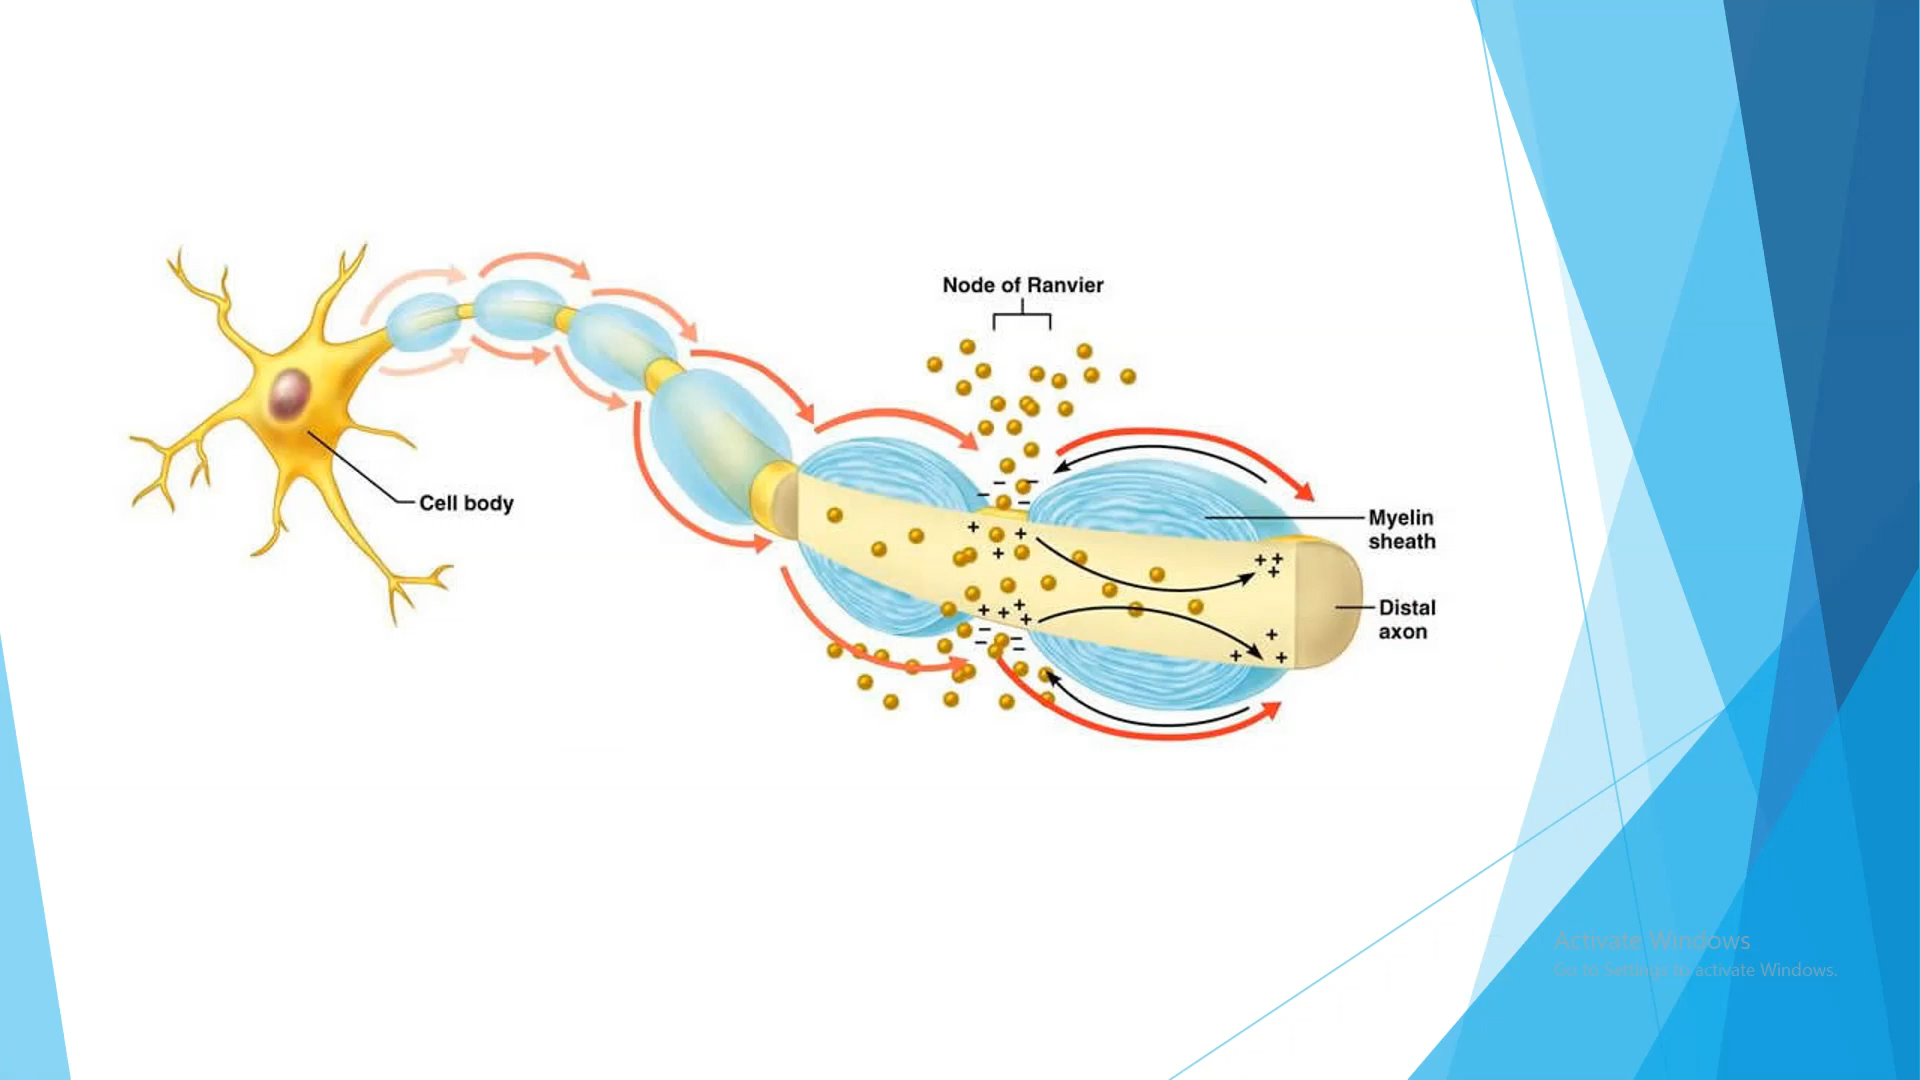 Node of Ranvier
Cell body
Myelin
sheath
Distal
axon
Activate Windows
Go to Settings to activate Windows.